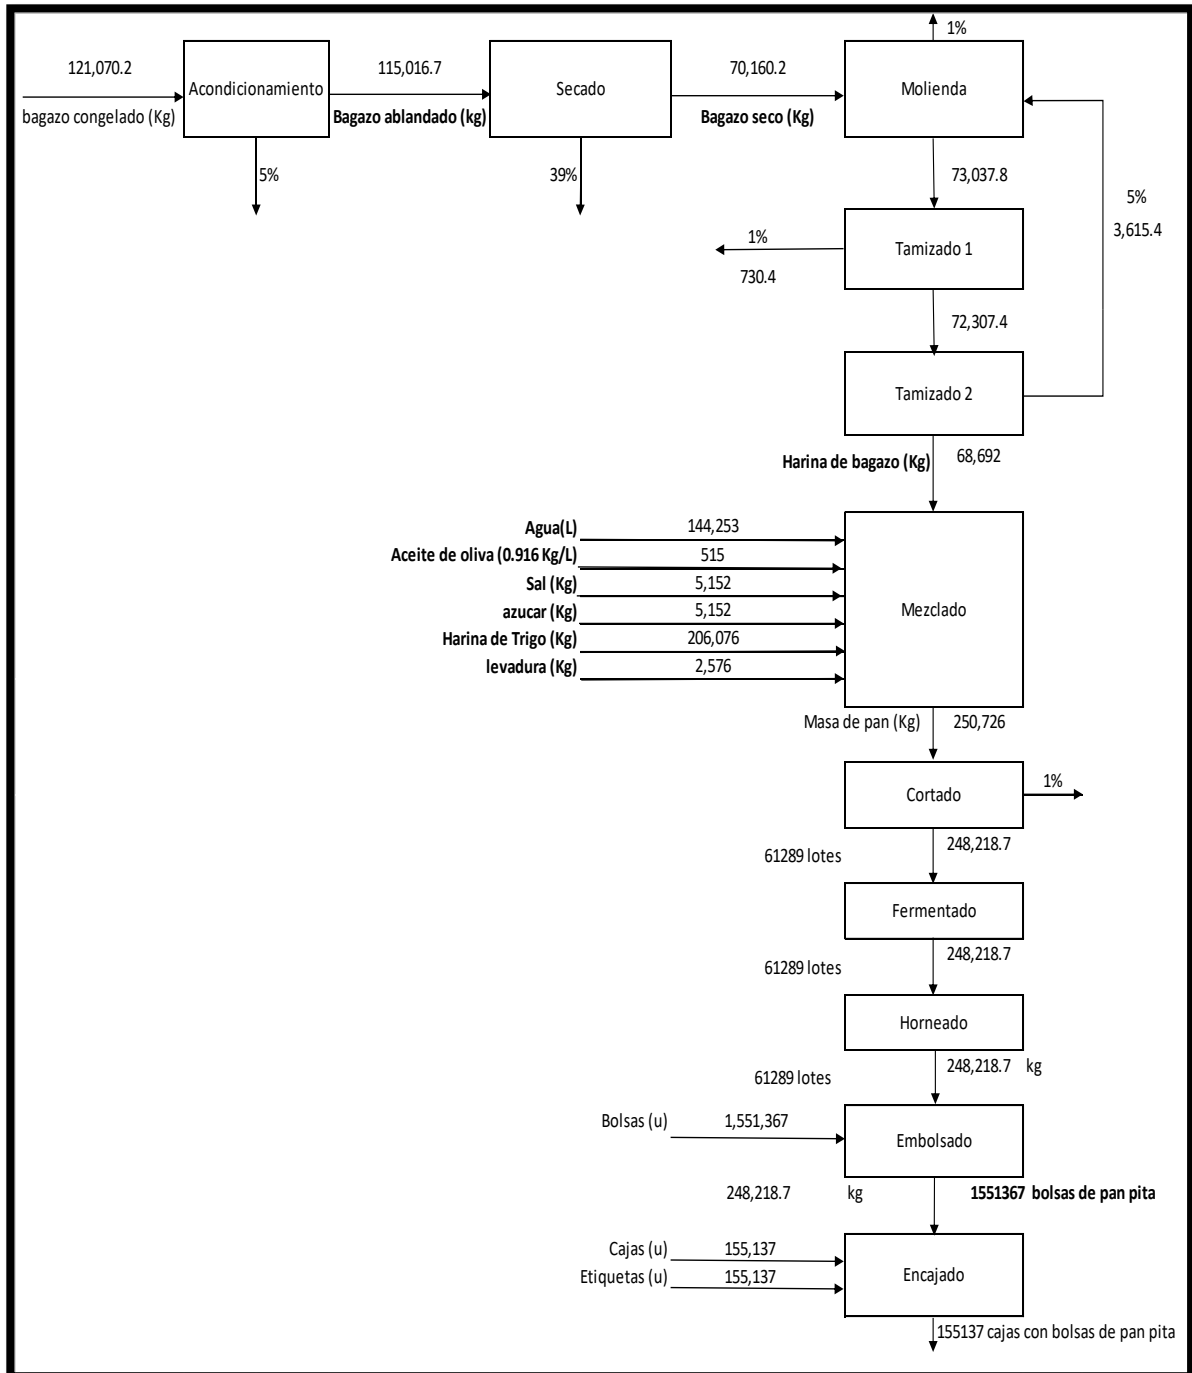 1%
121,070.2
Acondicionamiento
115,016.7
Secado
70,160.2
Molienda
bagazo congelado (Kg)
Bagazo ablandado (kg)
Bagazo seco (Kg)
5%
39%
73,037.8
5%
3,615.4
1%
730.4
Tamizado 1
72,307.4
Tamizado 2
Harina de bagazo (Kg)
68,692
Agua(L)
144,253
Aceite de oliva (0.916 Kg/L)
515
Sal (Kg)
5,152
azucar (Kg)
5,152
Harina de Trigo (Kg)
206,076
levadura (Kg)
2,576
Mezclado
Masa de pan (Kg)
250,726
Cortado
1%
61289 lotes
248,218.7
Fermentado
61289 lotes
248,218.7
Horneado
61289 lotes
248,218.7 kg
Bolsas (u)
1,551,367
Embolsado
248,218.7 kg
1551367 bolsas de pan pita
Cajas (u)
155,137
Etiquetas (u)
155,137
Encajado
155137 cajas con bolsas de pan pita